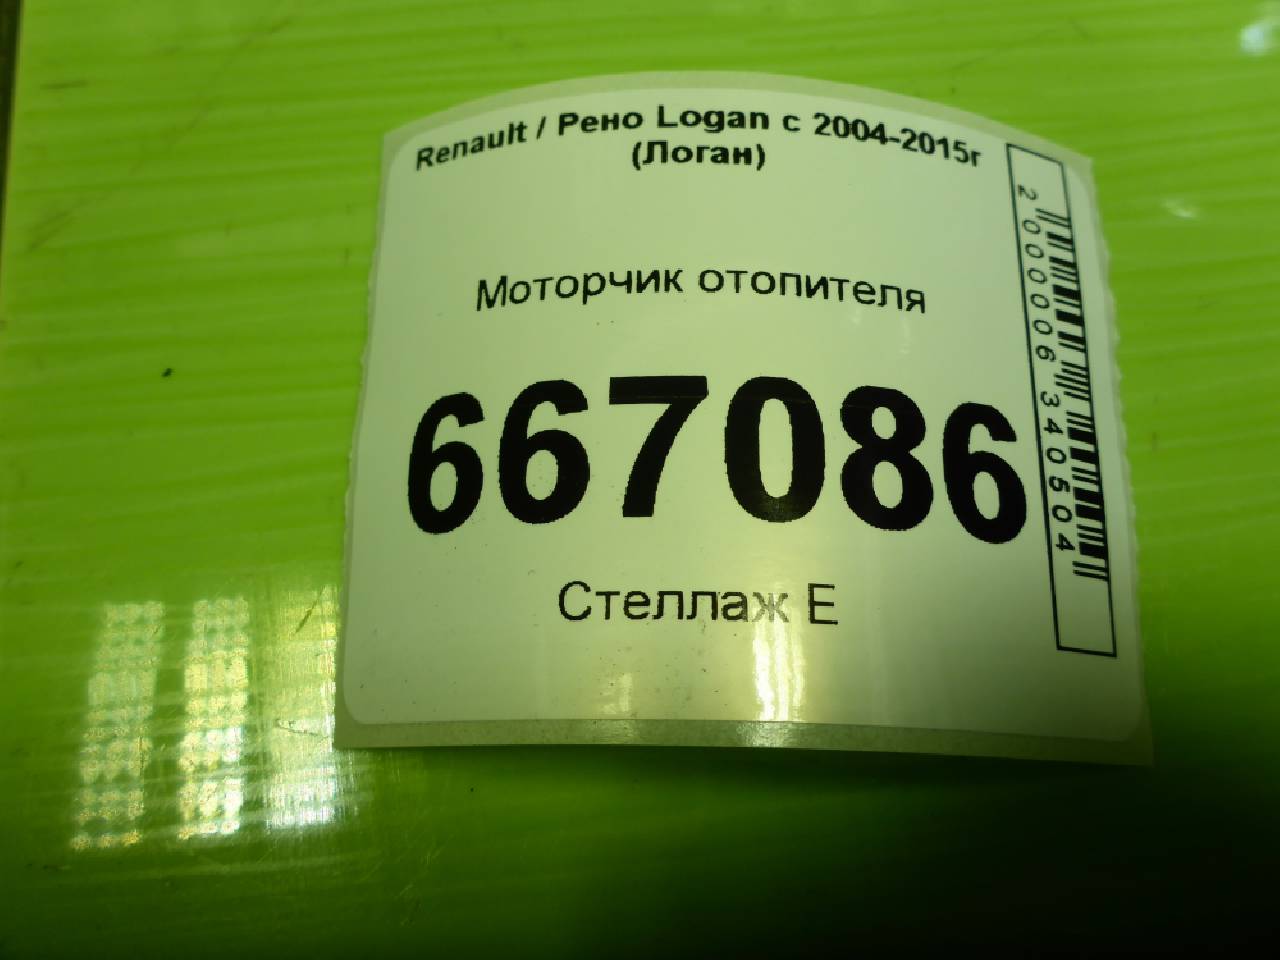 Renault / Рено Logan с 2004-2015г
(Логан)
Моторчик отопителя
667086
Стеллаж Е
2000006340504